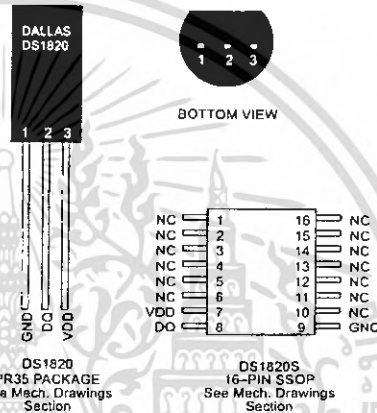 DALLAS
DS1820
1 2 3
GND
DQ
VDD
DS1820
PR35 PACKAGE
Mech. Drawings
Section
1 2 3
BOTTOM VIEW
NC 1 16 NC
NC 2 15 NC
NC 3 14 NC
NC 4 13 NC
NC 5 12 NC
NC 6 11 NC
VDD 7 10 NC
DQ 8 9 GND
DS1820S
16-PIN SSOP
See Mech. Drawings
Section